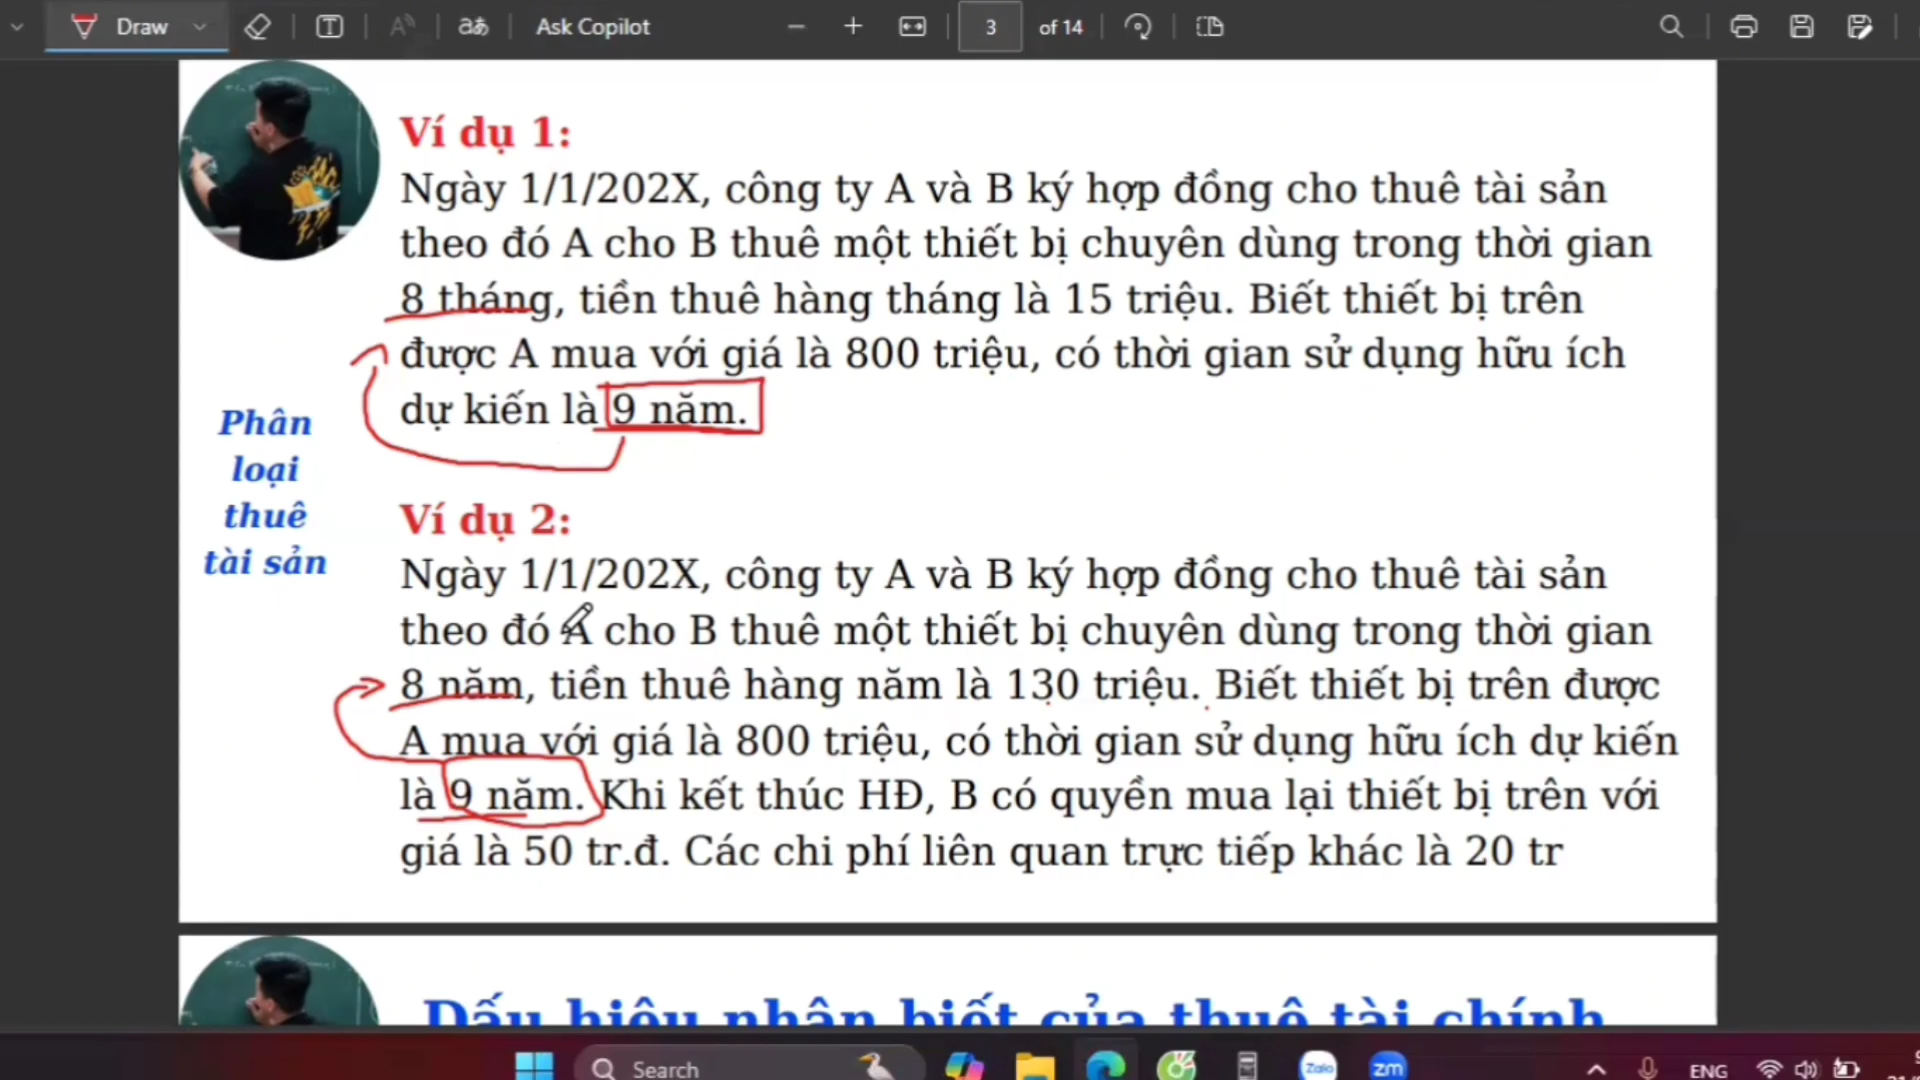 Draw
Ask Copilot
3 of 14
Ví dụ 1:
Ngày 1/1/202X, công ty A và B ký hợp đồng cho thuê tài sản
theo đó A cho B thuê một thiết bị chuyên dùng trong thời gian
8 tháng, tiền thuê hàng tháng là 15 triệu. Biết thiết bị trên
được A mua với giá là 800 triệu, có thời gian sử dụng hữu ích
dự kiến là 9 năm.
Phân
loại
thuê
tài sản
Ví dụ 2:
Ngày 1/1/202X, công ty A và B ký hợp đồng cho thuê tài sản
theo đó A cho B thuê một thiết bị chuyên dùng trong thời gian
8 năm, tiền thuê hàng năm là 130 triệu. Biết thiết bị trên được
A mua với giá là 800 triệu, có thời gian sử dụng hữu ích dự kiến
là 9 năm. Khi kết thúc HĐ, B có quyền mua lại thiết bị trên với
giá là 50 tr.đ. Các chi phí liên quan trực tiếp khác là 20 tr
Dấu hiệu nhận biết của thuê tài chính
Search
Zalo
zm
ENG